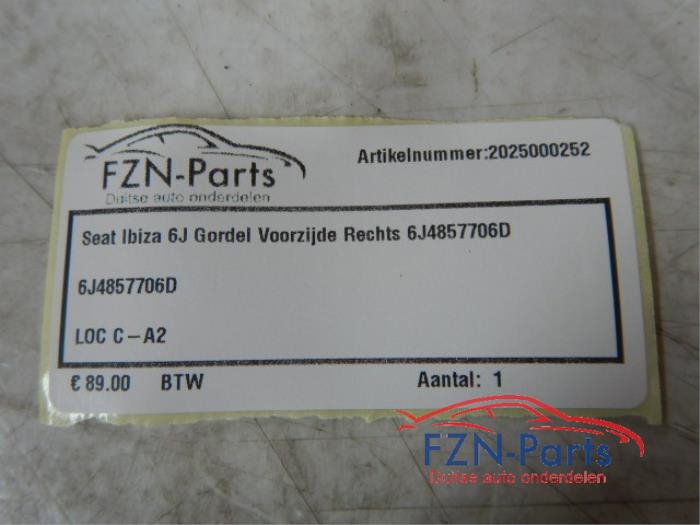 FZN-Parts
Duitse auto onderdelen
Artikelnummer:2025000252
Seat Ibiza 6J Gordel Voorzijde Rechts 6J4857706D
6J4857706D
LOC C-A2
€ 89.00 BTW Aantal: 1
FZN-Parts
Duitse auto onderdelen